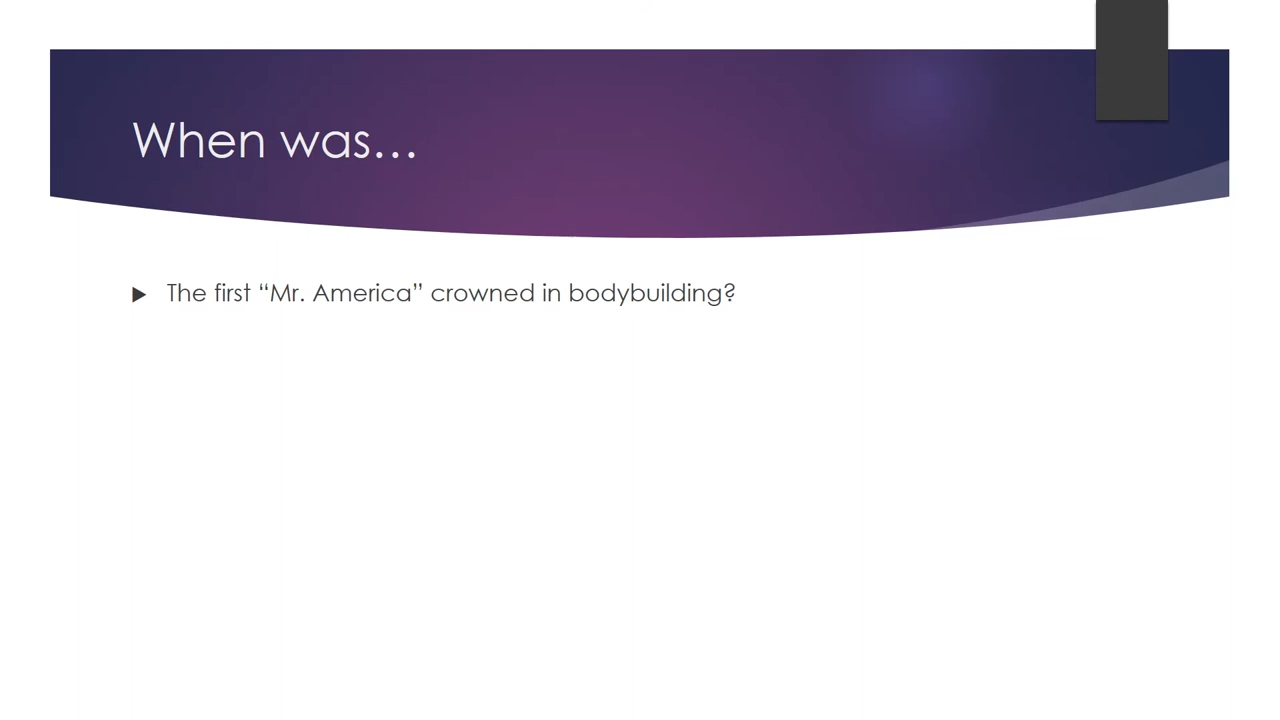 When was…
The first “Mr. America” crowned in bodybuilding?